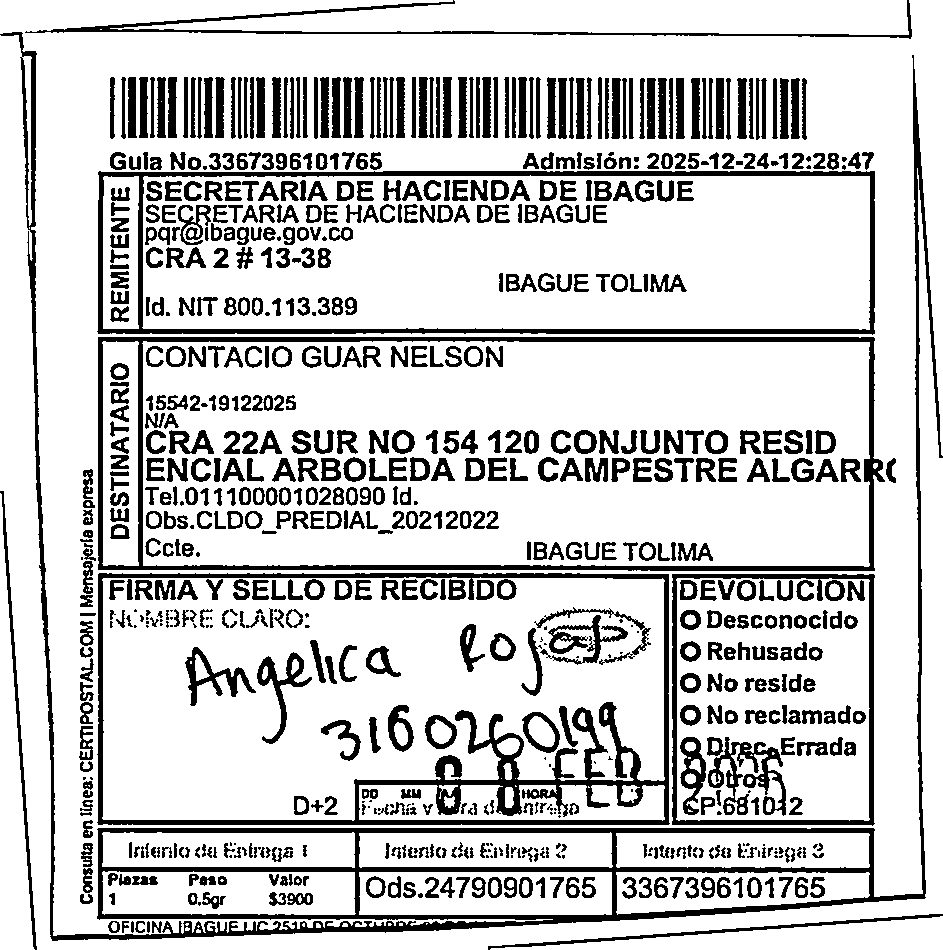 Guia No.3367396101765 Admisión: 2025-12-24-12:28:47
REMITENTE
SECRETARIA DE HACIENDA DE IBAGUE
SECRETARIA DE HACIENDA DE IBAGUE
pqr@ibague.gov.co
CRA 2 # 13-38
IBAGUE TOLIMA
Id. NIT 800.113.389
DESTINATARIO
CONTACIO GUAR NELSON
15542-19122025
N/A
CRA 22A SUR NO 154 120 CONJUNTO RESID
ENCIAL ARBOLEDA DEL CAMPESTRE ALGARRO
Tel.011100001028090 Id.
Obs.CLDO_PREDIAL_20212022
Ccte. IBAGUE TOLIMA
Consulta en línea: CERTIPOSTAL.COM | Mensajería expresa
FIRMA Y SELLO DE RECIBIDO
NOMBRE CLARO:
Angelica Rojas
3160260199
08 FEB 2026
D+2
DD MM AA HORA
Fecha y Hora de Entrego
DEVOLUCION
Desconocido
Rehusado
No reside
No reclamado
Direc. Errada
Otros
CP.681012
Intento de Entrega 1 Intento de Entrega 2 Intento de Entrega 3
Piezas Peso Valor
1 0.5gr $3900
Ods.24790901765 3367396101765
OFICINA IBAGUE LIC 2519 DE OCTUBRE